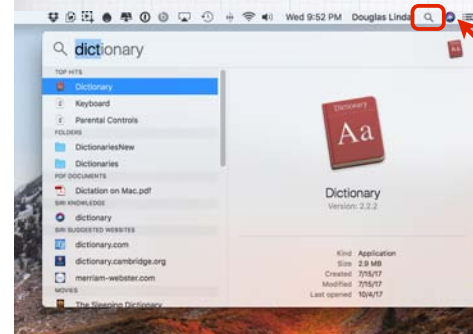 Wed 9:52 PM Douglas Linda
dictionary
TOP HITS
Dictionary
Keyboard
Parental Controls
FOLDERS
DictionariesNew
Dictionaries
PDF DOCUMENTS
Dictation on Mac.pdf
SIRI KNOWLEDGE
dictionary
SIRI SUGGESTED WEBSITES
dictionary.com
dictionary.cambridge.org
merriam-webster.com
MOVIES
The Sleeping Dictionary
Dictionary
Aa
Dictionary
Version: 2.2.2
Kind Application
Size 2.9 MB
Created 7/15/17
Modified 7/15/17
Last opened 10/4/17